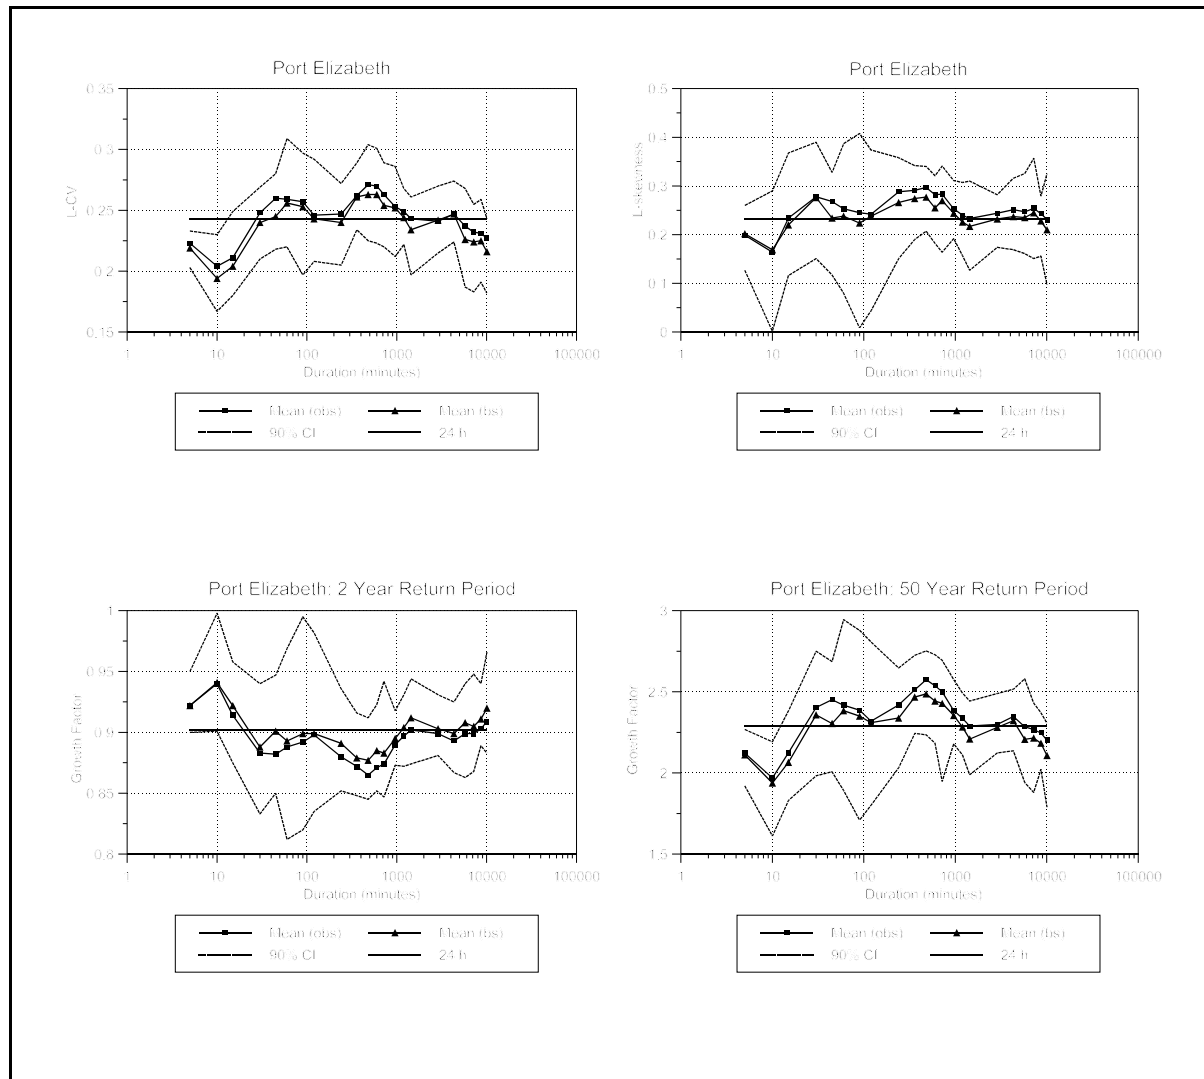 Port Elizabeth
0.35
0.3
0.25
0.2
0.15
L-CV
1 10 100 1000 10000 100000
Duration (minutes)
Mean (obs) Mean (bs)
90% CI 24 h
Port Elizabeth
0.5
0.4
0.3
0.2
0.1
0
L-skewness
1 10 100 1000 10000 100000
Duration (minutes)
Mean (obs) Mean (bs)
90% CI 24 h
Port Elizabeth: 2 Year Return Period
1
0.95
0.9
0.85
0.8
Growth Factor
1 10 100 1000 10000 100000
Duration (minutes)
Mean (obs) Mean (bs)
90% CI 24 h
Port Elizabeth: 50 Year Return Period
3
2.5
2
1.5
Growth Factor
1 10 100 1000 10000 100000
Duration (minutes)
Mean (obs) Mean (bs)
90% CI 24 h